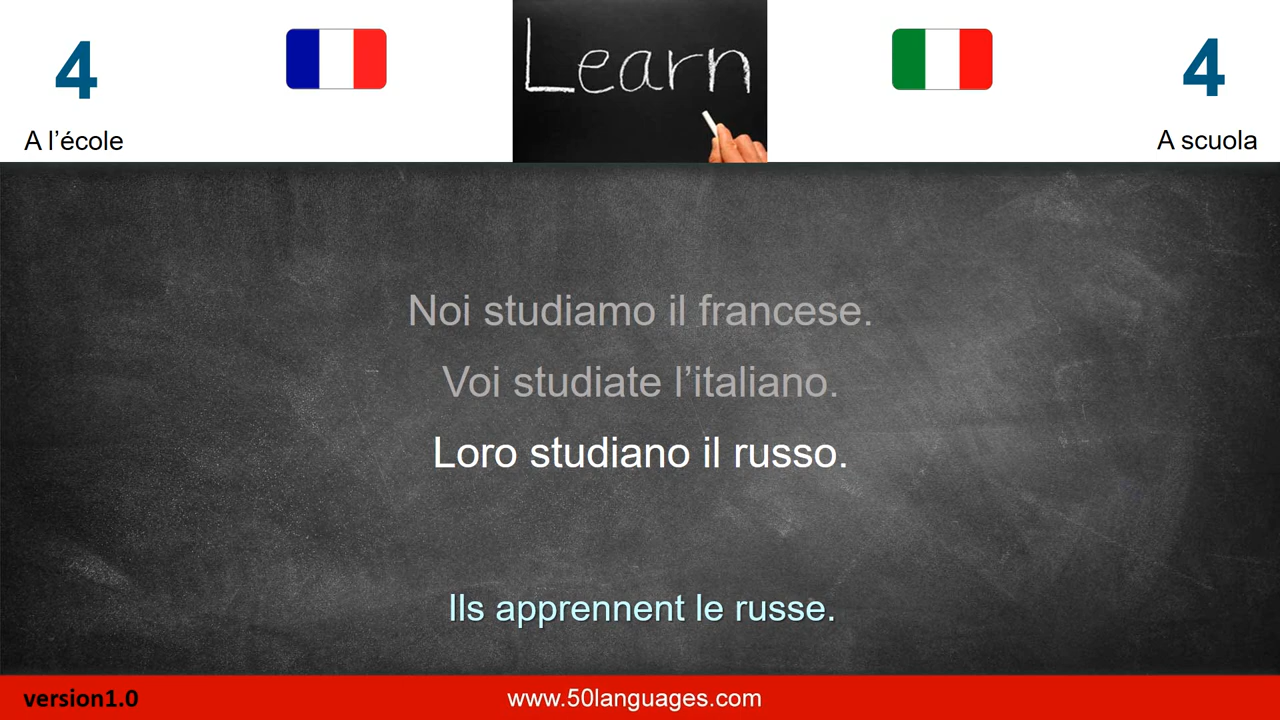 4
Learn
4
A l’école
A scuola
Noi studiamo il francese.
Voi studiate l’italiano.
Loro studiano il russo.
Ils apprennent le russe.
version1.0
www.50languages.com